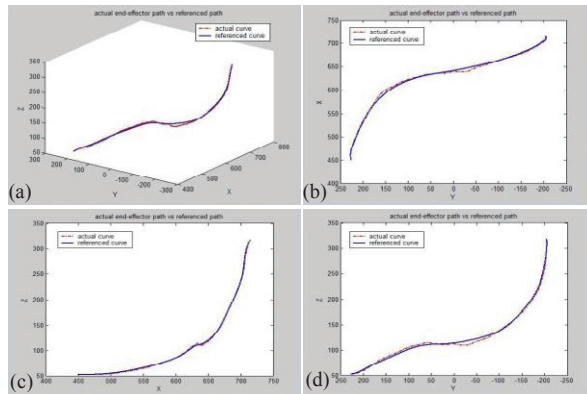 actual end-effector path vs referenced path
actual curve
referenced curve
Z
350
300
250
200
150
100
50
300
200
100
0
-100
-200
-300
Y
400
500
600
700
800
X
(a)
actual end-effector path vs referenced path
actual curve
referenced curve
X
750
700
650
600
550
500
450
400
250 200 150 100 50 0 -50 -100 -150 -200 -250
Y
(b)
actual end-effector path vs referenced path
actual curve
referenced curve
Z
350
300
250
200
150
100
50
400 450 500 550 600 650 700 750
X
(c)
actual end-effector path vs referenced path
actual curve
referenced curve
Z
350
300
250
200
150
100
50
250 200 150 100 50 0 -50 -100 -150 -200 -250
Y
(d)